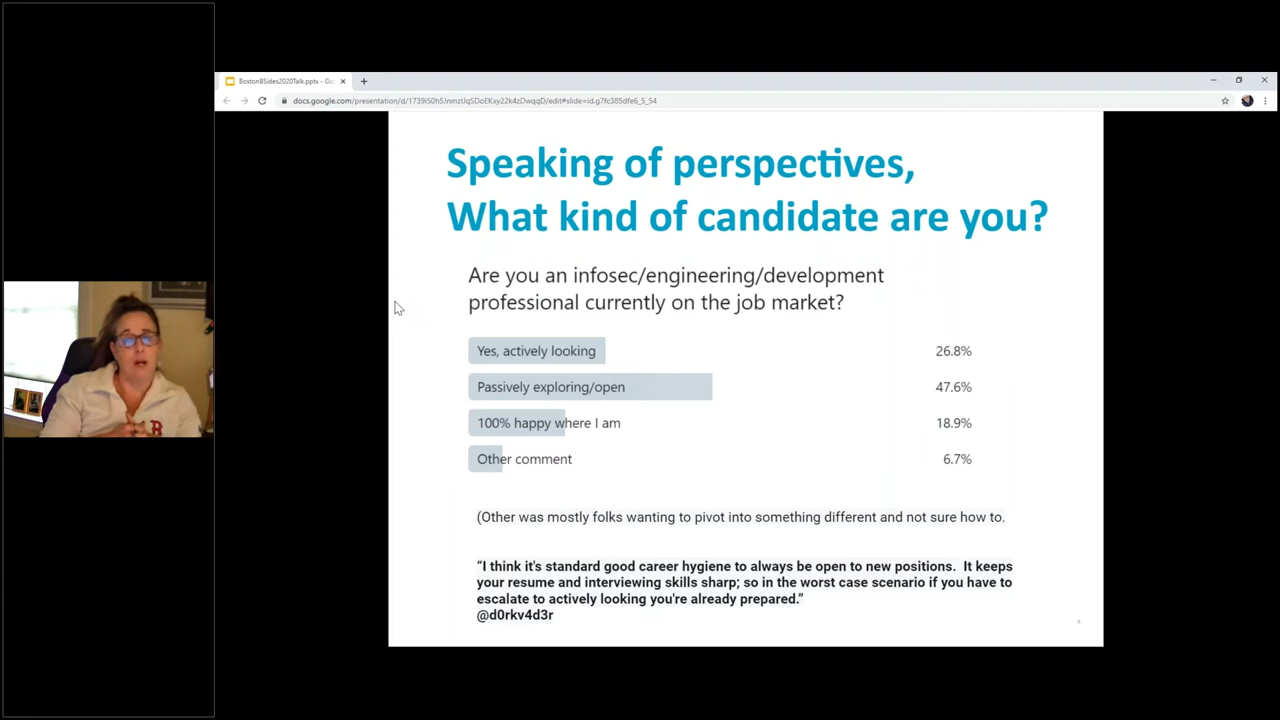 BostonBSides2020Talk.pptx - Go
Speaking of perspectives,
What kind of candidate are you?
Are you an infosec/engineering/development
professional currently on the job market?
Yes, actively looking 26.8%
Passively exploring/open 47.6%
100% happy where I am 18.9%
Other comment 6.7%
(Other was mostly folks wanting to pivot into something different and not sure how to.
“I think it's standard good career hygiene to always be open to new positions. It keeps
your resume and interviewing skills sharp; so in the worst case scenario if you have to
escalate to actively looking you're already prepared.”
@d0rkv4d3r
B